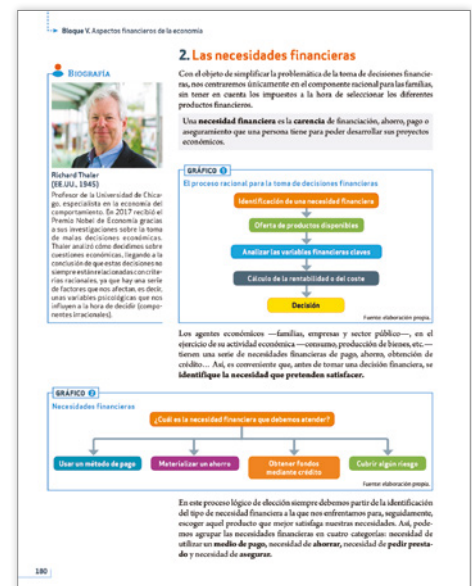 Bloque V. Aspectos financieros de la economía
BIOGRAFÍA
Richard Thaler
(EE.UU., 1945)
Profesor de la Universidad de Chica-
go, especialista en la economía del
comportamiento. En 2017 recibió el
Premio Nobel de Economía gracias
a sus investigaciones sobre la toma
de malas decisiones económicas.
Thaler analizó cómo decidimos sobre
cuestiones económicas, llegando a la
conclusión de que estas decisiones no
siempre están relacionadas con crite-
rios racionales, ya que hay una serie
de factores que nos afectan, es decir,
unas variables psicológicas que nos
influyen a la hora de decidir (compo-
nentes irracionales).
2. Las necesidades financieras
Con el objeto de simplificar la problemática de la toma de decisiones financie-
ras, nos centraremos únicamente en el componente racional para las familias,
sin tener en cuenta los impuestos a la hora de seleccionar los diferentes
productos financieros.
Una necesidad financiera es la carencia de financiación, ahorro, pago o
aseguramiento que una persona tiene para poder desarrollar sus proyectos
económicos.
GRÁFICO 1
El proceso racional para la toma de decisiones financieras
Identificación de una necesidad financiera
Oferta de productos disponibles
Analizar las variables financieras claves
Cálculo de la rentabilidad o del coste
Decisión
Fuente: elaboración propia.
Los agentes económicos —familias, empresas y sector público—, en el
ejercicio de su actividad económica —consumo, producción de bienes, etc.—
tienen una serie de necesidades financieras de pago, ahorro, obtención de
crédito... Así, es conveniente que, antes de tomar una decisión financiera, se
identifique la necesidad que pretenden satisfacer.
GRÁFICO 2
Necesidades financieras
¿Cuál es la necesidad financiera que debemos atender?
Usar un método de pago
Materializar un ahorro
Obtener fondos
mediante crédito
Cubrir algún riesgo
Fuente: elaboración propia.
En este proceso lógico de elección siempre debemos partir de la identificación
del tipo de necesidad financiera a la que nos enfrentamos para, seguidamente,
escoger aquel producto que mejor satisfaga nuestras necesidades. Así, pode-
mos agrupar las necesidades financieras en cuatro categorías: necesidad de
utilizar un medio de pago, necesidad de ahorrar, necesidad de pedir presta-
do y necesidad de asegurar.
180